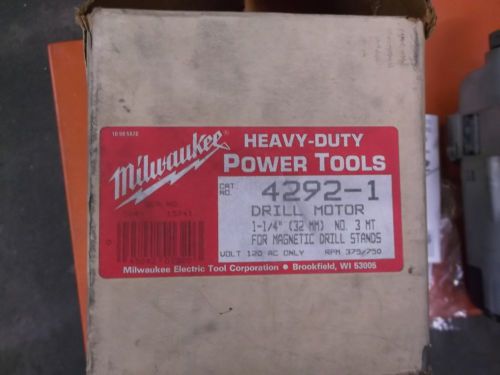 Milwaukee
HEAVY-DUTY
POWER TOOLS
CAT.
NO.
4292-1
DRILL MOTOR
1-1/4" (32 MM) NO. 3 MT
FOR MAGNETIC DRILL STANDS
VOLT 120 AC ONLY RPM 375/750
Milwaukee Electric Tool Corporation • Brookfield, WI 53005